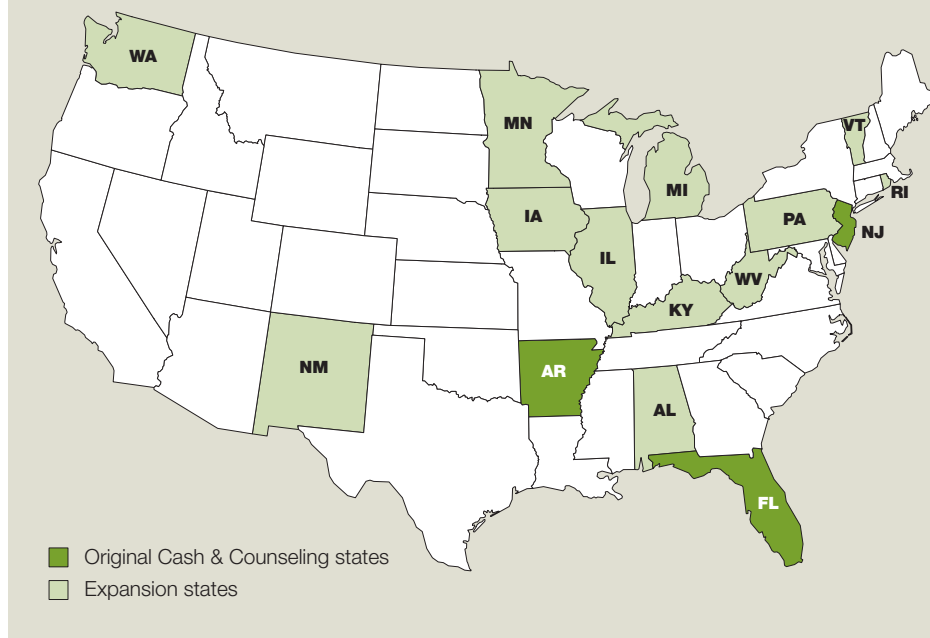 WA
MN
VT
MI
RI
IA
PA
NJ
IL
WV
KY
NM
AR
AL
FL
Original Cash & Counseling states
Expansion states